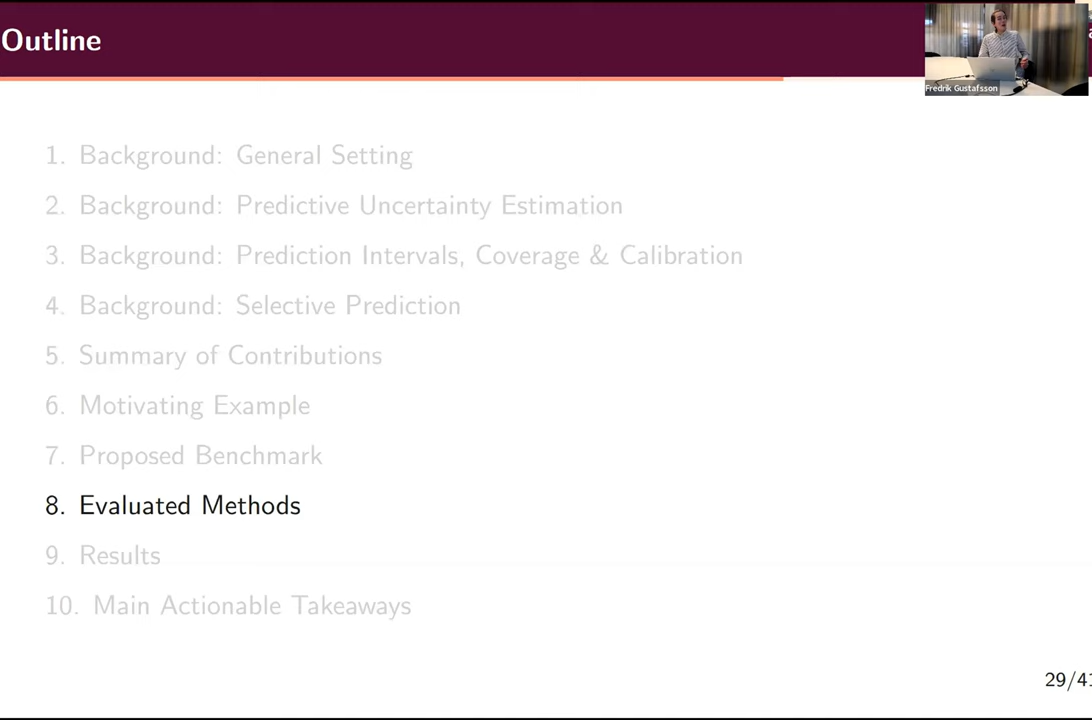 Outline
Fredrik Gustafsson
1. Background: General Setting
2. Background: Predictive Uncertainty Estimation
3. Background: Prediction Intervals, Coverage & Calibration
4. Background: Selective Prediction
5. Summary of Contributions
6. Motivating Example
7. Proposed Benchmark
8. Evaluated Methods
9. Results
10. Main Actionable Takeaways
29/41